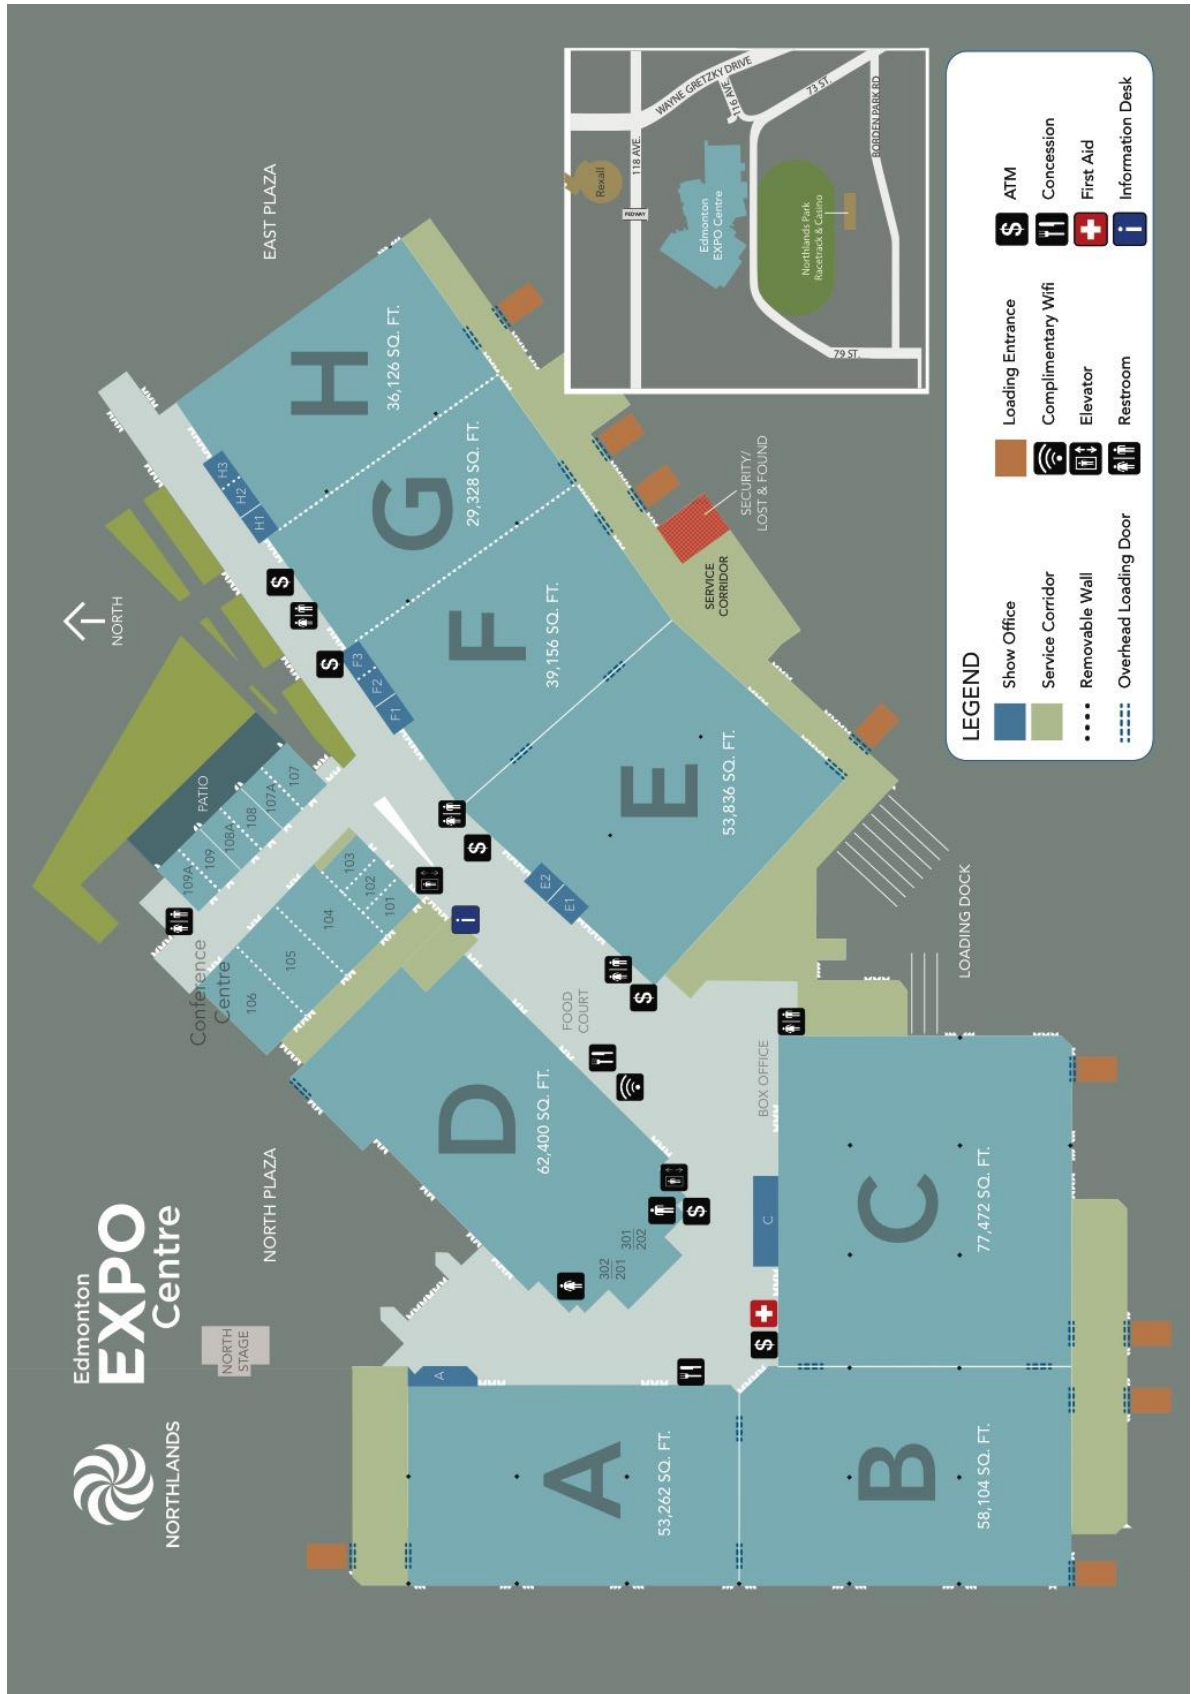 NORTHLANDS
Edmonton
EXPO
Centre
NORTH
STAGE
NORTH PLAZA
NORTH
EAST PLAZA
Conference
Centre
PATIO
109A
109
108A
108
107A
107
106
105
104
103
102
101
A
53,262 SQ. FT.
A
B
58,104 SQ. FT.
C
77,472 SQ. FT.
C
D
62,400 SQ. FT.
302
201
301
202
FOOD
COURT
BOX OFFICE
i
$
$
$
$
$
$
E
53,836 SQ. FT.
E1
E2
F
39,156 SQ. FT.
F1
F2
F3
G
29,328 SQ. FT.
H
36,126 SQ. FT.
H1
H2
H3
LOADING DOCK
SERVICE
CORRIDOR
SECURITY/
LOST & FOUND
Rexall
118 AVE.
PEDWAY
WAYNE GRETZKY DRIVE
116 AVE.
73 ST.
BORDEN PARK RD
79 ST.
Edmonton
EXPO Centre
Northlands Park
Racetrack & Casino
LEGEND
Show Office
Service Corridor
Removable Wall
Overhead Loading Door
Loading Entrance
Complimentary Wifi
Elevator
Restroom
$ ATM
Concession
First Aid
i Information Desk